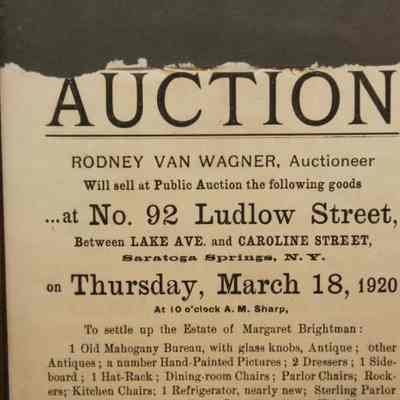 AUCTION
RODNEY VAN WAGNER, Auctioneer
Will sell at Public Auction the following goods
...at No. 92 Ludlow Street,
Between LAKE AVE. and CAROLINE STREET,
Saratoga Springs, N. Y.
on Thursday, March 18, 1920
At 10 o'clock A. M. Sharp,
To settle up the Estate of Margaret Brightman:
1 Old Mahogany Bureau, with glass knobs, Antique; other
Antiques; a number Hand-Painted Pictures; 2 Dressers; 1 Side-
board; 1 Hat-Rack; Dining-room Chairs; Parlor Chairs; Rock-
ers; Kitchen Chairs; 1 Refrigerator, nearly new; Sterling Parlor